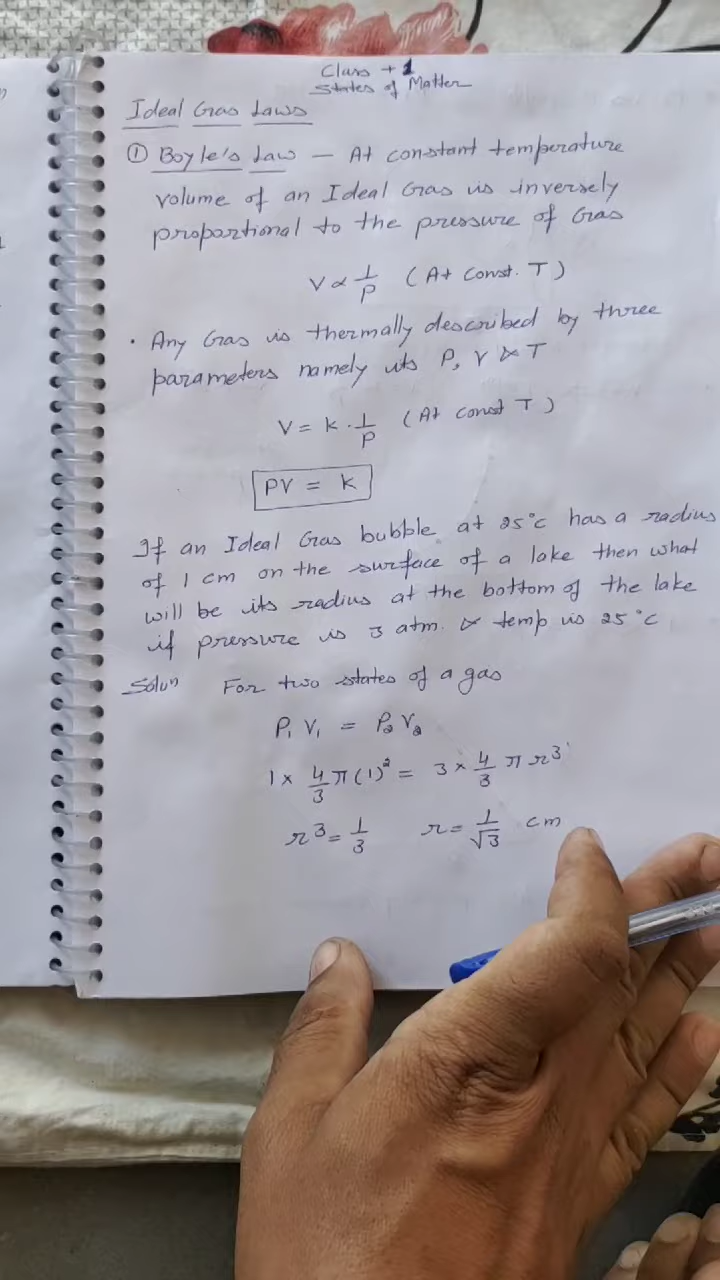 Class + 1
States of Matter
Ideal Gas Laws
① Boyle's Law — At constant temperature
volume of an Ideal Gas is inversely
proportional to the pressure of Gas
V ∝ 1/P (At Const. T)
• Any Gas is thermally described by three
parameters namely its P, V & T
V = k · 1/P (At Const T)
PV = k
If an Ideal Gas bubble at 25°C has a radius
of 1 cm on the surface of a lake then what
will be its radius at the bottom of the lake
if pressure is 3 atm. & temp is 25°C
Solun For two states of a gas
P₁ V₁ = P₂ V₂
1 × 4/3 π (1)² = 3 × 4/3 π r³
r³ = 1/3 r = 1/√3 cm